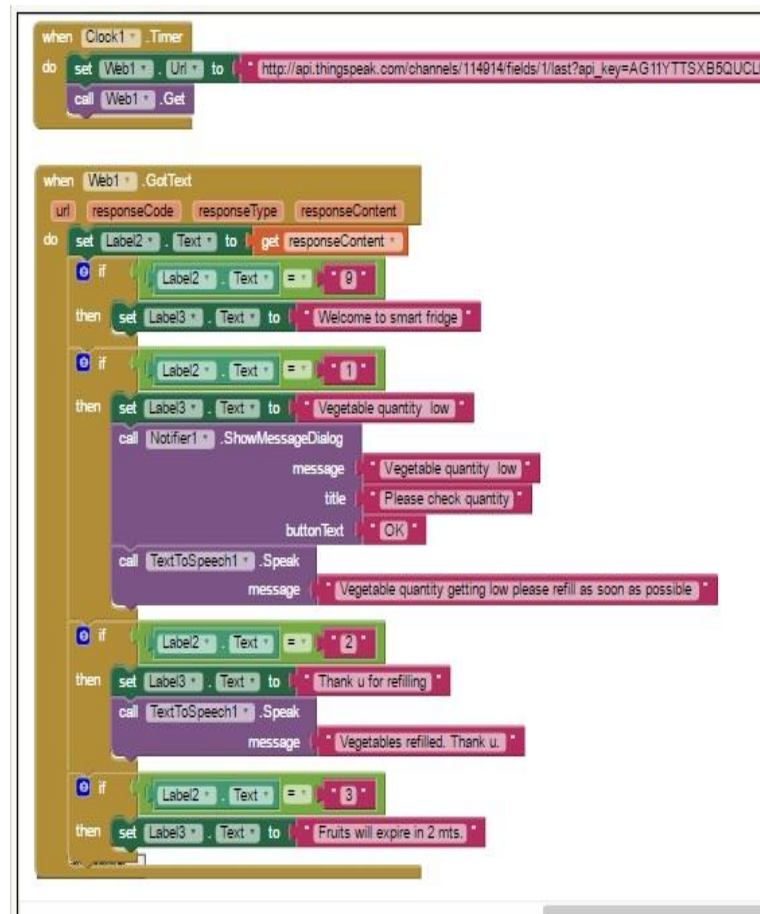 when Clock1 .Timer
do set Web1 . Url to " http://api.thingspeak.com/channels/114914/fields/1/last?api_key=AG11YTTSXB5QUCL
call Web1 .Get
when Web1 .GotText
url responseCode responseType responseContent
do set Label2 . Text to get responseContent
if Label2 . Text = " 9 "
then set Label3 . Text to " Welcome to smart fridge "
if Label2 . Text = " 1 "
then set Label3 . Text to " Vegetable quantity low "
call Notifier1 .ShowMessageDialog
message " Vegetable quantity low "
title " Please check quantity "
buttonText " OK "
call TextToSpeech1 .Speak
message " Vegetable quantity getting low please refill as soon as possible "
if Label2 . Text = " 2 "
then set Label3 . Text to " Thank u for refilling "
call TextToSpeech1 .Speak
message " Vegetables refilled. Thank u. "
if Label2 . Text = " 3 "
then set Label3 . Text to " Fruits will expire in 2 mts. "